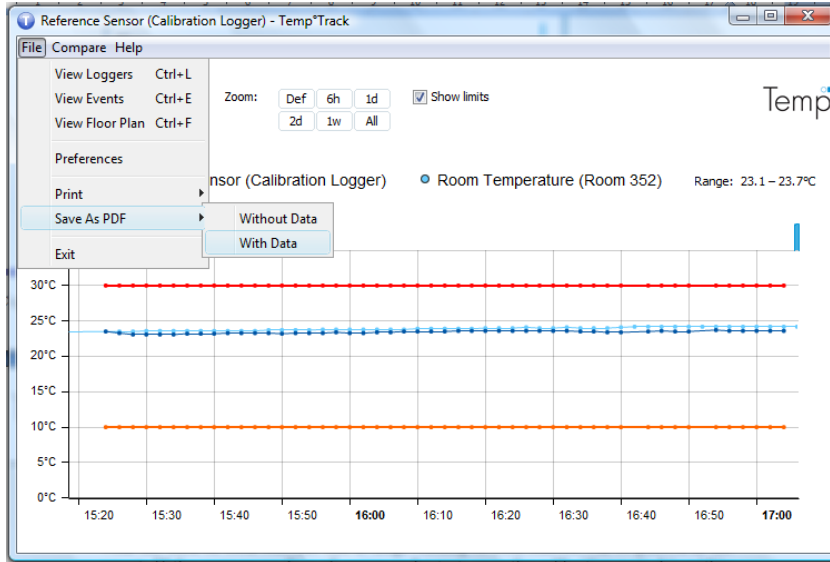 Reference Sensor (Calibration Logger) - Temp°Track
File Compare Help
View Loggers Ctrl+L
View Events Ctrl+E
View Floor Plan Ctrl+F
Preferences
Print
Save As PDF
Exit
Without Data
With Data
Zoom: Def 6h 1d
2d 1w All
Show limits
Temp
nsor (Calibration Logger) Room Temperature (Room 352) Range: 23.1 – 23.7°C
30°C
25°C
20°C
15°C
10°C
5°C
0°C
15:20 15:30 15:40 15:50 16:00 16:10 16:20 16:30 16:40 16:50 17:00